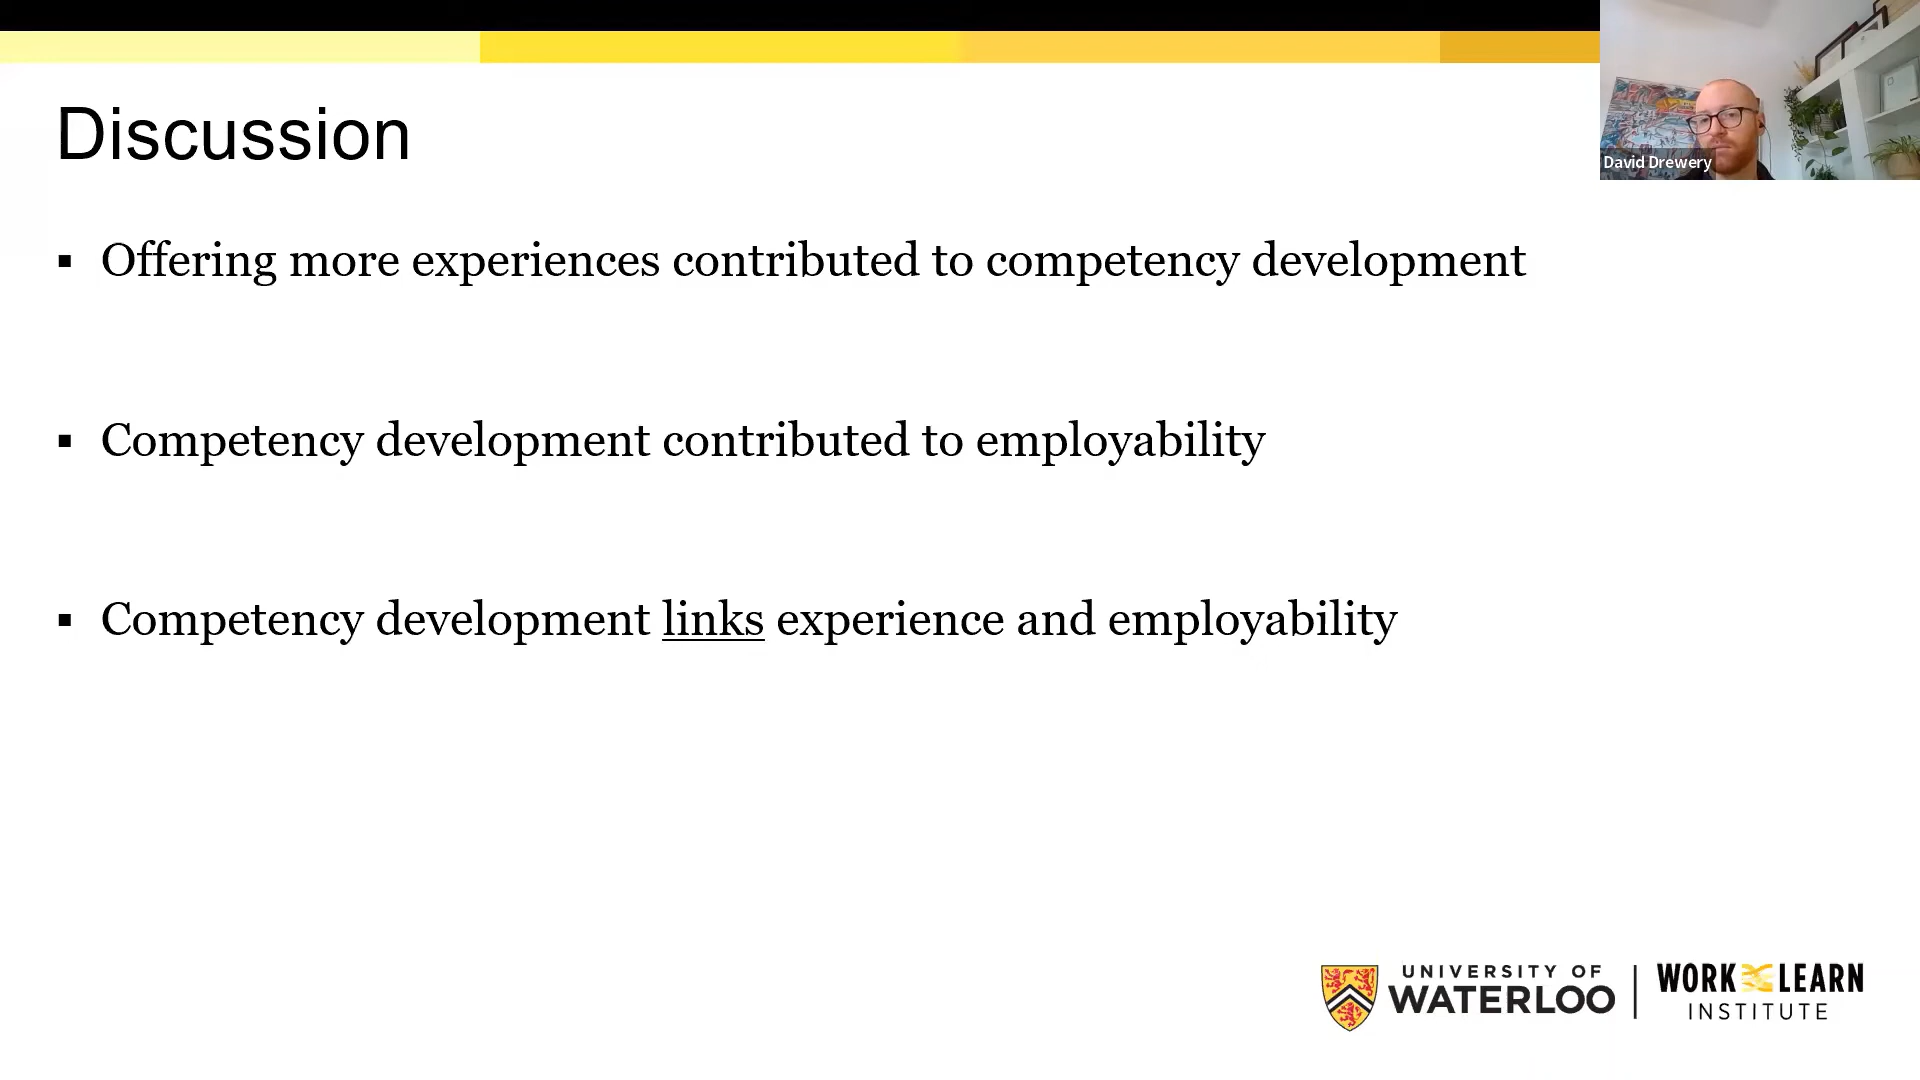 Discussion
David Drewery
▪ Offering more experiences contributed to competency development
▪ Competency development contributed to employability
▪ Competency development links experience and employability
UNIVERSITY OF
WATERLOO
WORK LEARN
INSTITUTE